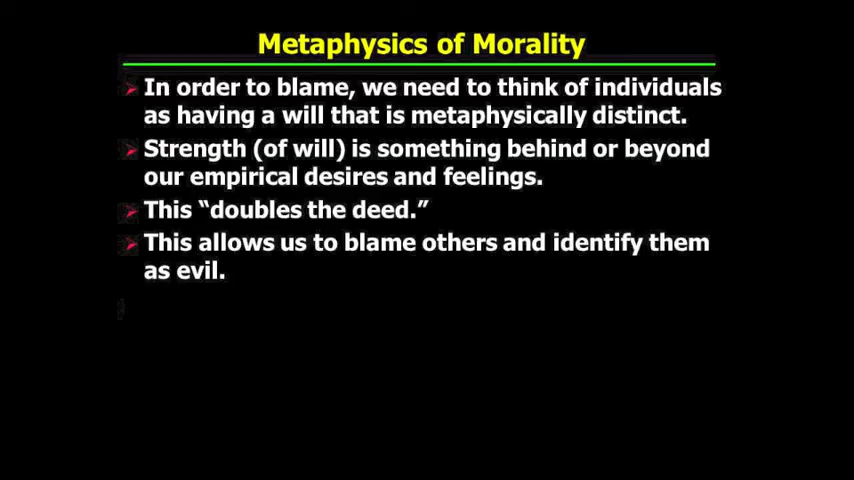 Metaphysics of Morality
In order to blame, we need to think of individuals
as having a will that is metaphysically distinct.
Strength (of will) is something behind or beyond
our empirical desires and feelings.
This “doubles the deed.”
This allows us to blame others and identify them
as evil.